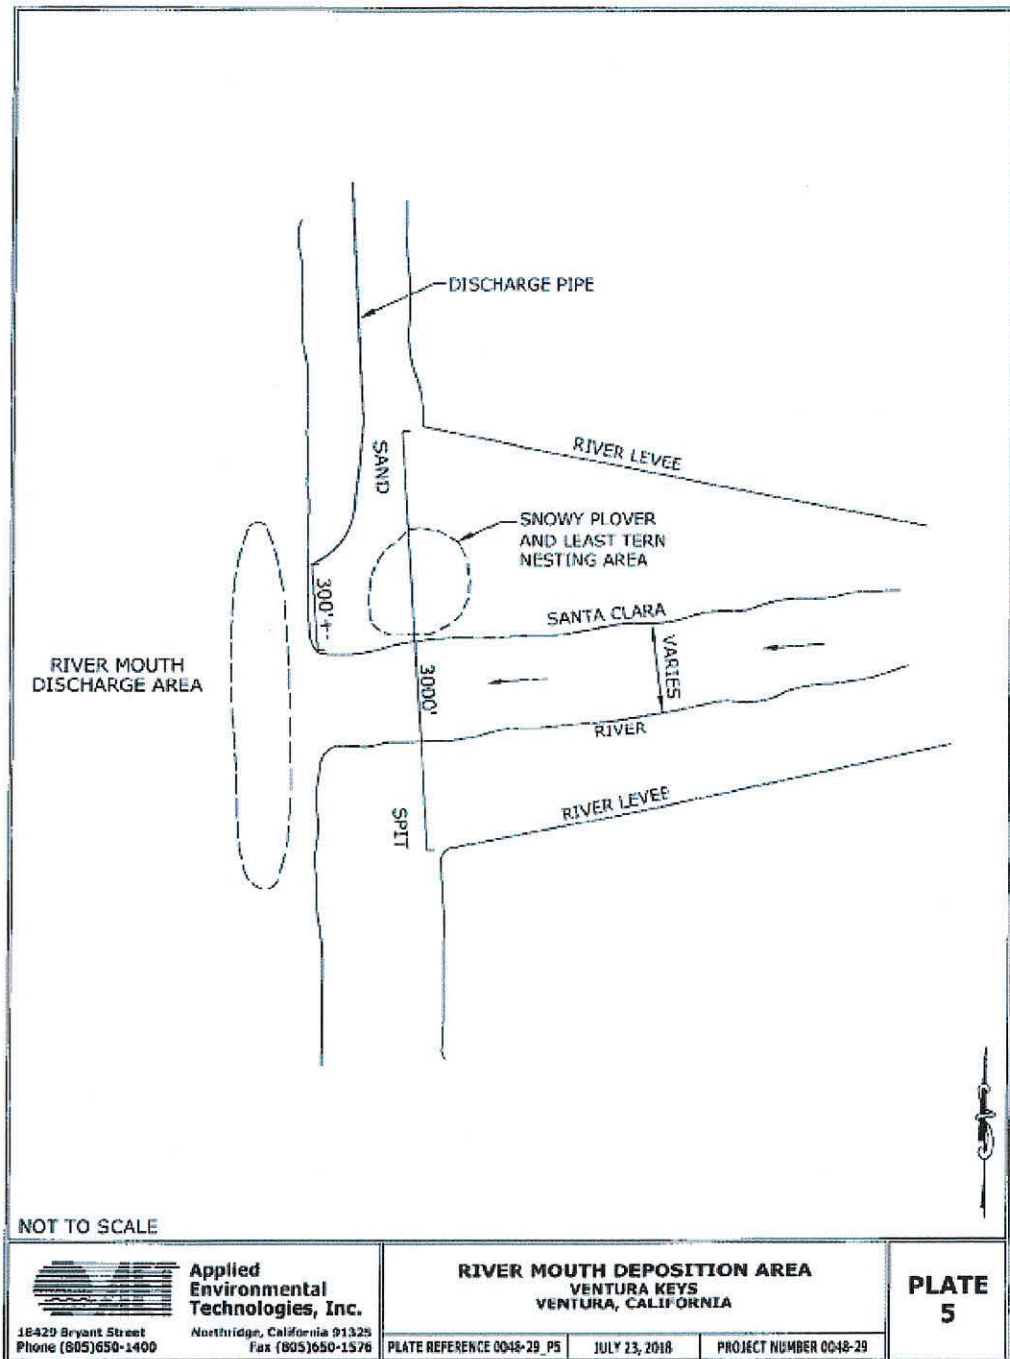 DISCHARGE PIPE
RIVER LEVEE
SAND
SNOWY PLOVER
AND LEAST TERN
NESTING AREA
300'+-
SANTA CLARA
RIVER MOUTH
DISCHARGE AREA
VARIES
3000'
RIVER
RIVER LEVEE
SPIT
NOT TO SCALE
Applied
Environmental
Technologies, Inc.
18429 Bryant Street
Northridge, California 91325
Phone (805)650-1400
Fax (805)650-1576
RIVER MOUTH DEPOSITION AREA
VENTURA KEYS
VENTURA, CALIFORNIA
PLATE REFERENCE 0048-29_P5
JULY 23, 2018
PROJECT NUMBER 0048-29
PLATE
5